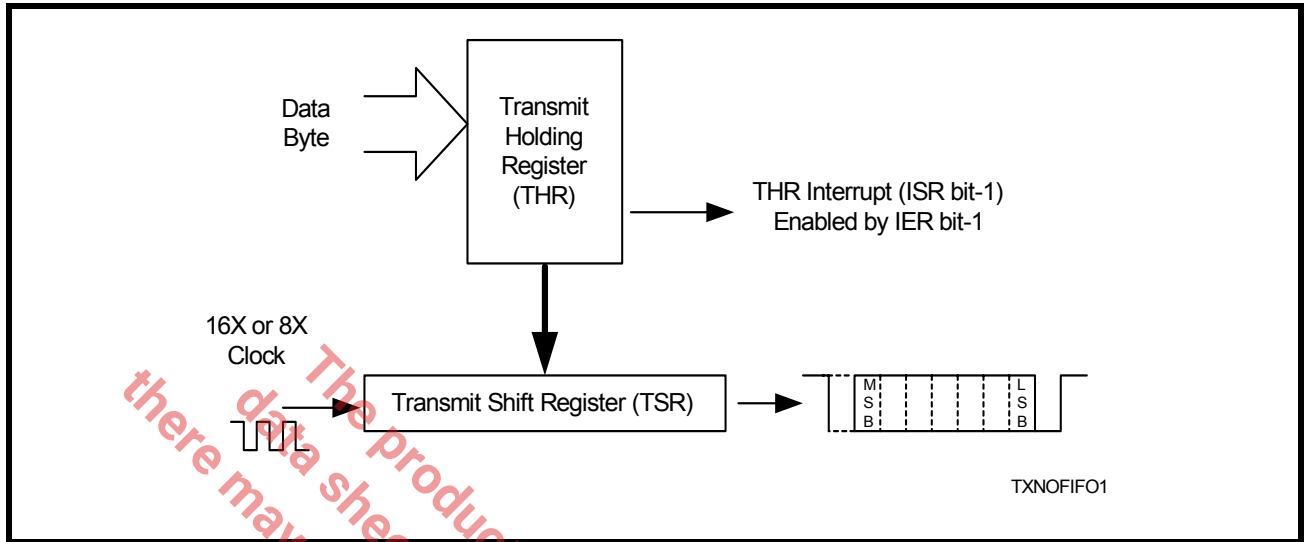 Data
Byte
Transmit
Holding
Register
(THR)
THR Interrupt (ISR bit-1)
Enabled by IER bit-1
16X or 8X
Clock
Transmit Shift Register (TSR)
M
S
B
L
S
B
TXNOFIFO1
The produc
data shee
there may